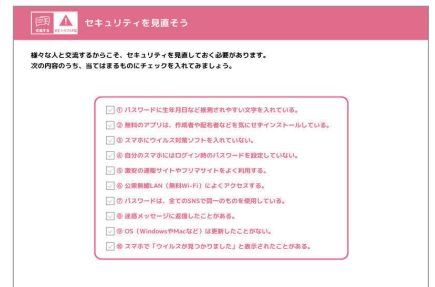 セキュリティを見直そう
様々な人と交流するからこそ、セキュリティを見直しておく必要があります。
次の内容のうち、当てはまるものにチェックを入れてみましょう。
① パスワードに生年月日など推測されやすい文字を入れている。
② 無料のアプリは、作成者や配布者などを気にせずインストールしている。
③ スマホにウイルス対策ソフトを入れていない。
④ 自分のスマホにはログイン時のパスワードを設定していない。
⑤ 激安の通販サイトやフリマサイトをよく利用する。
⑥ 公衆無線LAN（無料Wi-Fi）によくアクセスする。
⑦ パスワードは、全てのSNSで同一のものを使用している。
⑧ 迷惑メッセージに返信したことがある。
⑨ OS（WindowsやMacなど）は更新したことがない。
⑩ スマホで「ウイルスが見つかりました」と表示されたことがある。